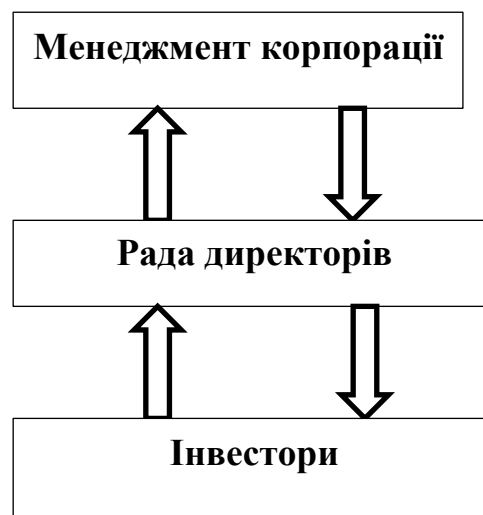 Менеджмент корпорації
Рада директорів
Інвестори